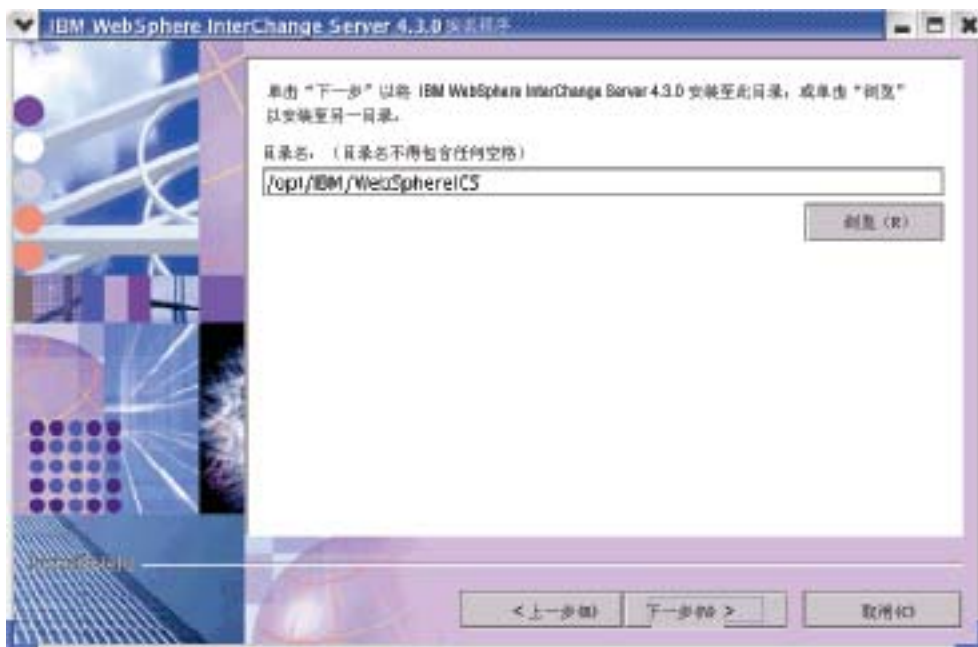 IBM WebSphere InterChange Server 4.3.0 安装程序
单击“下一步”以将 IBM WebSphere InterChange Server 4.3.0 安装至此目录，或单击“浏览”
以安装至另一目录。
目录名：（目录名不得包含任何空格）
/opt/IBM/WebSphereICS
浏览（R）
InstallShield
<上一步(B)
下一步(N) >
取消(C)